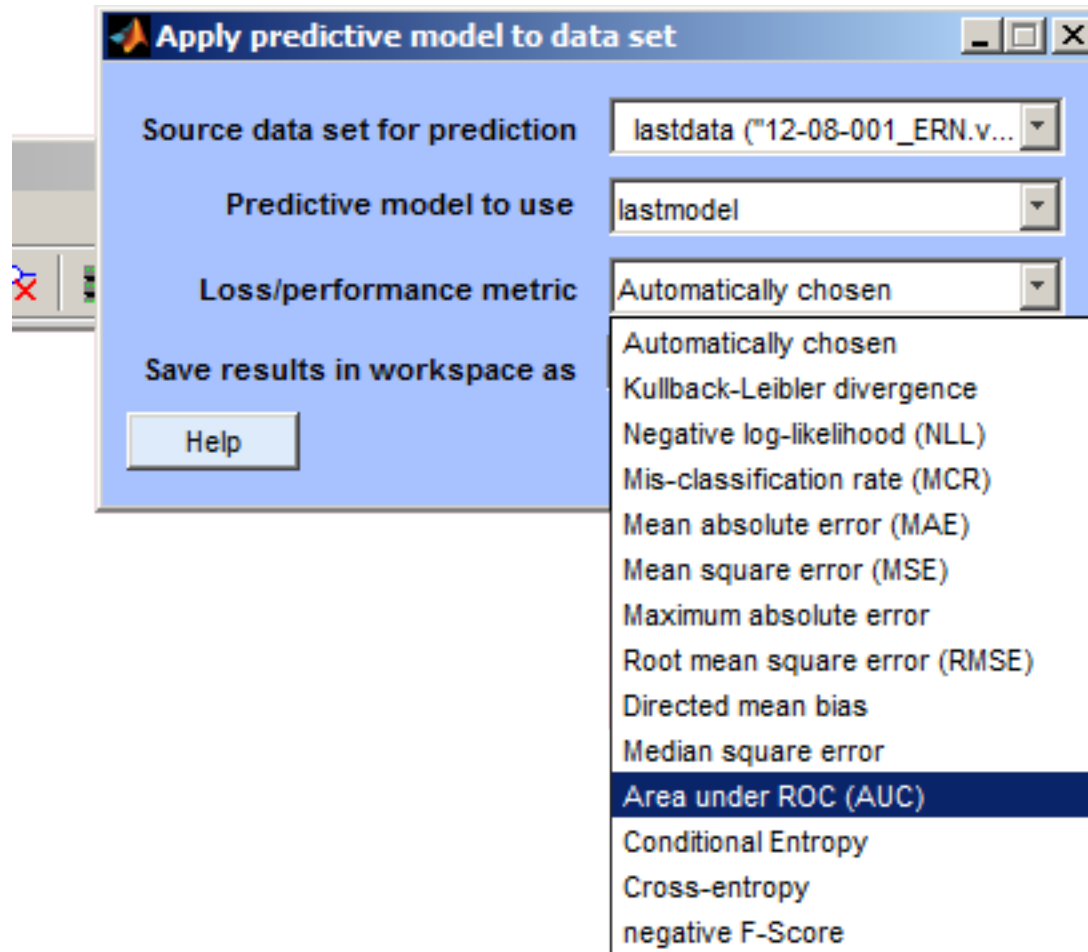 Apply predictive model to data set
Source data set for prediction
lastdata ("12-08-001_ERN.v...
Predictive model to use
lastmodel
Loss/performance metric
Automatically chosen
Save results in workspace as
Help
Automatically chosen
Kullback-Leibler divergence
Negative log-likelihood (NLL)
Mis-classification rate (MCR)
Mean absolute error (MAE)
Mean square error (MSE)
Maximum absolute error
Root mean square error (RMSE)
Directed mean bias
Median square error
Area under ROC (AUC)
Conditional Entropy
Cross-entropy
negative F-Score